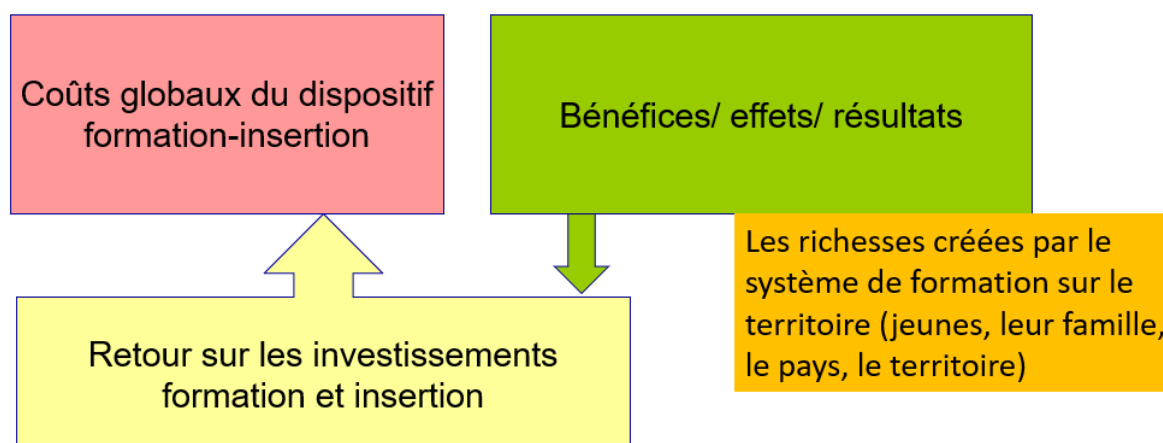 Coûts globaux du dispositif
formation-insertion
Bénéfices/ effets/ résultats
Les richesses créées par le
système de formation sur le
territoire (jeunes, leur famille,
le pays, le territoire)
Retour sur les investissements
formation et insertion